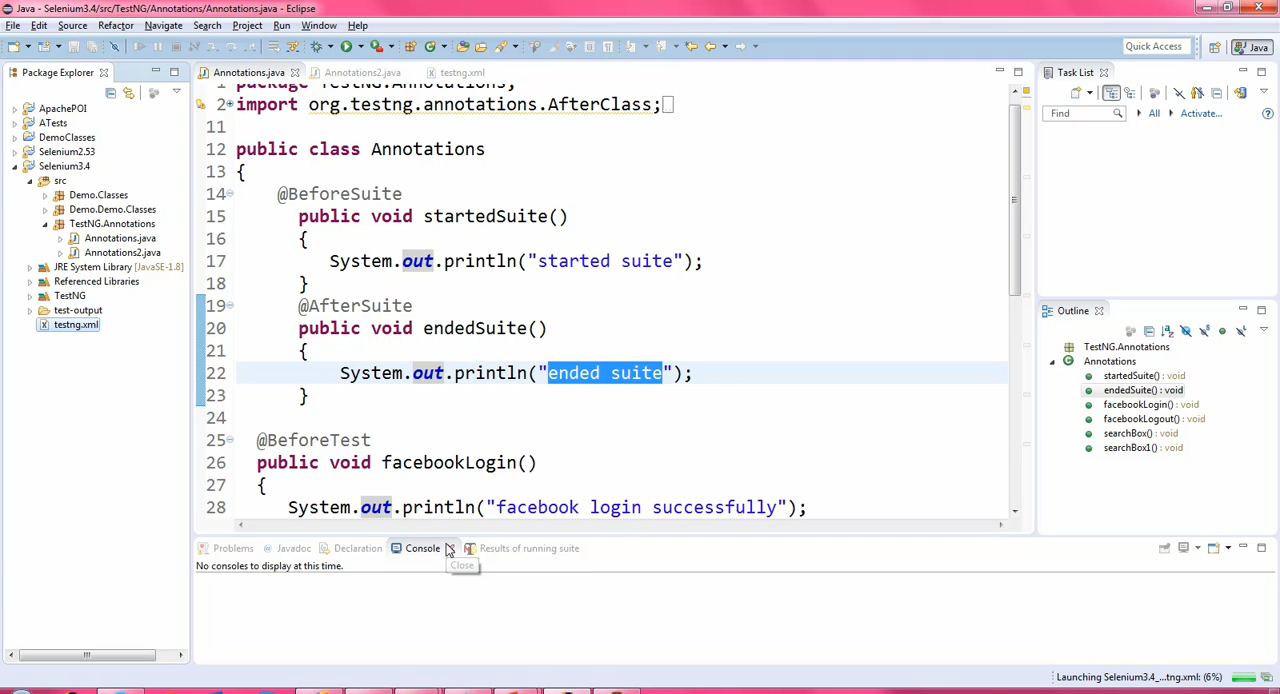 Java - Selenium3.4/src/TestNG/Annotations/Annotations.java - Eclipse
File Edit Source Refactor Navigate Search Project Run Window Help
Quick Access
Java
Package Explorer
ApachePOI
ATests
DemoClasses
Selenium2.53
Selenium3.4
src
Demo.Classes
Demo.Demo.Classes
TestNG.Annotations
Annotations.java
Annotations2.java
JRE System Library [JavaSE-1.8]
Referenced Libraries
TestNG
test-output
testng.xml
Annotations.java Annotations2.java testng.xml
1 package TestNG.Annotations;
2 import org.testng.annotations.AfterClass;
11
12 public class Annotations
13 {
14 @BeforeSuite
15 public void startedSuite()
16 {
17 System.out.println("started suite");
18 }
19 @AfterSuite
20 public void endedSuite()
21 {
22 System.out.println("ended suite");
23 }
24
25 @BeforeTest
26 public void facebookLogin()
27 {
28 System.out.println("facebook login successfully");
Task List
Find All Activate...
Outline
TestNG.Annotations
Annotations
startedSuite() : void
endedSuite() : void
facebookLogin() : void
facebookLogout() : void
searchBox() : void
searchBox1() : void
Problems Javadoc Declaration Console Results of running suite
Close
No consoles to display at this time.
Launching Selenium3.4_...tng.xml: (6%)